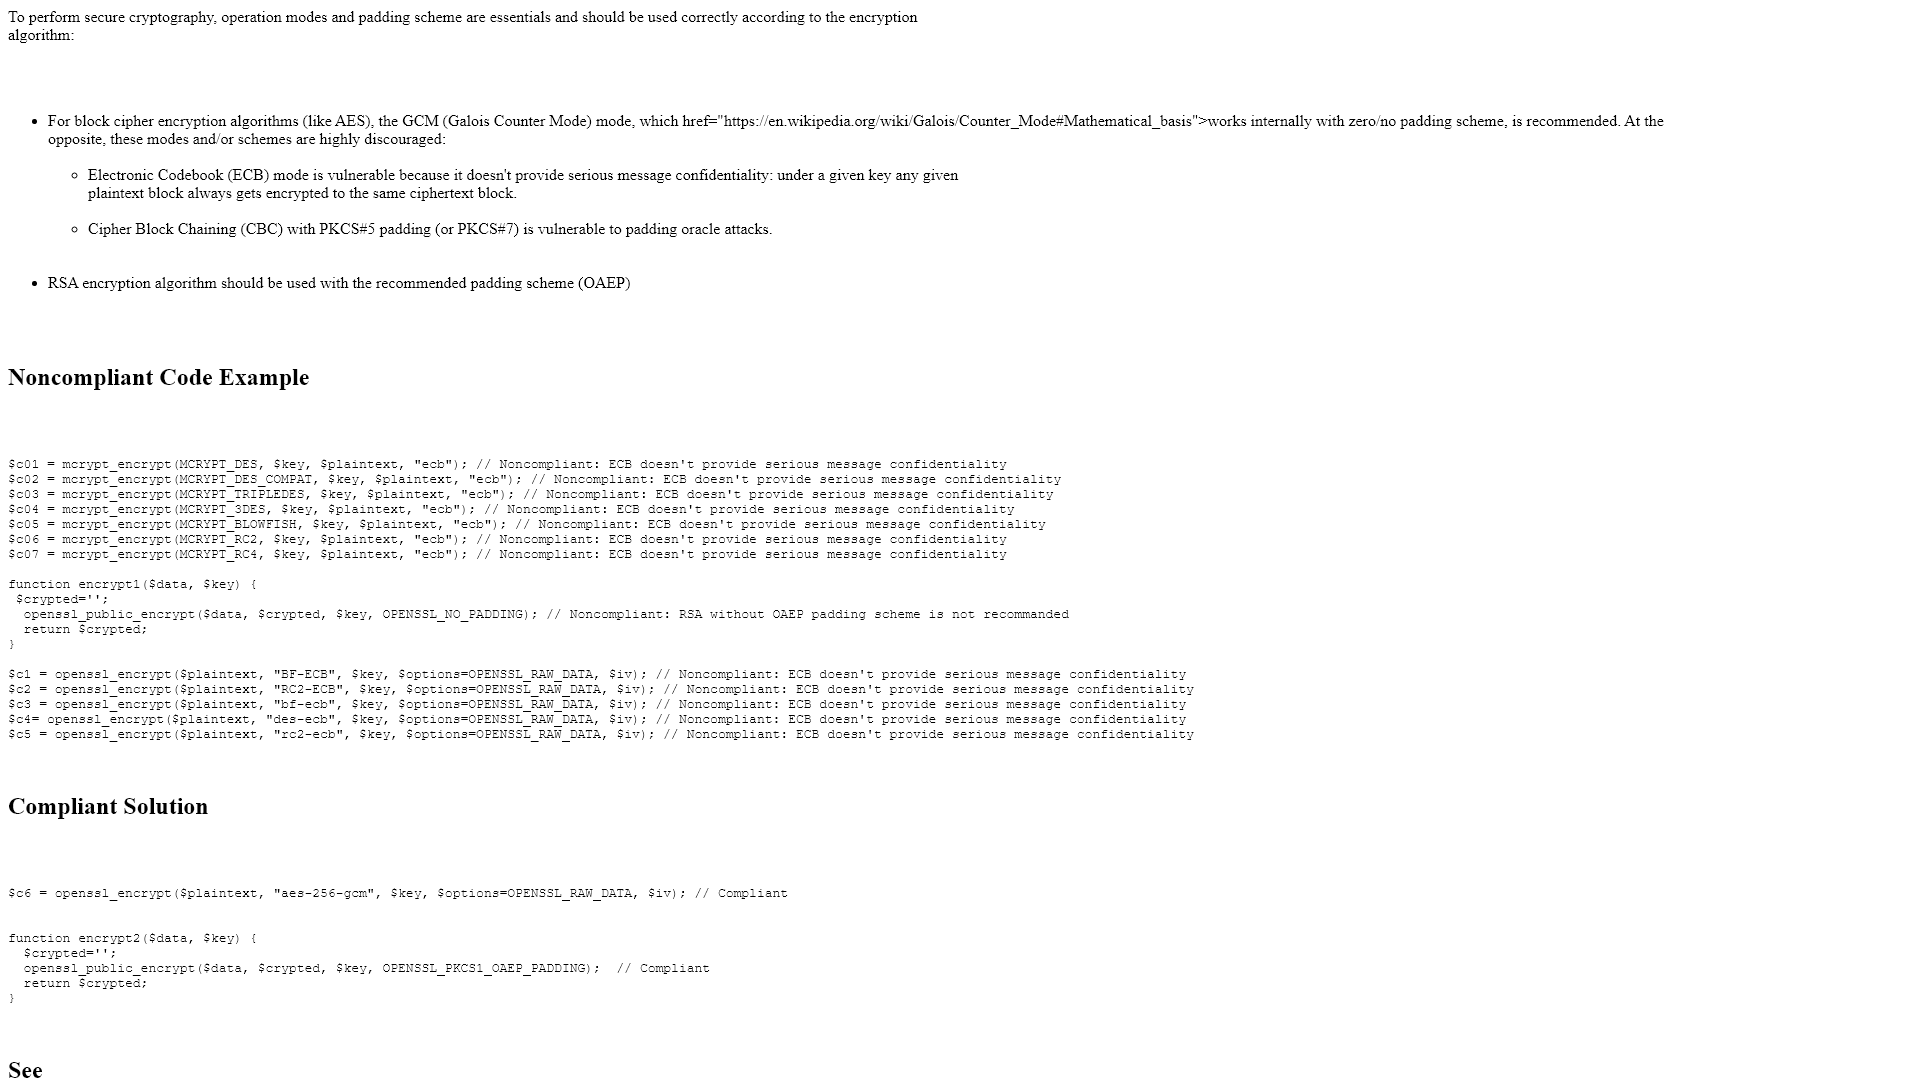 To perform secure cryptography, operation modes and padding scheme are essentials and should be used correctly according to the encryption
algorithm:
• For block cipher encryption algorithms (like AES), the GCM (Galois Counter Mode) mode, which href="https://en.wikipedia.org/wiki/Galois/Counter_Mode#Mathematical_basis">works internally with zero/no padding scheme, is recommended. At the
opposite, these modes and/or schemes are highly discouraged:
◦ Electronic Codebook (ECB) mode is vulnerable because it doesn't provide serious message confidentiality: under a given key any given
plaintext block always gets encrypted to the same ciphertext block.
◦ Cipher Block Chaining (CBC) with PKCS#5 padding (or PKCS#7) is vulnerable to padding oracle attacks.
• RSA encryption algorithm should be used with the recommended padding scheme (OAEP)
Noncompliant Code Example
$c01 = mcrypt_encrypt(MCRYPT_DES, $key, $plaintext, "ecb"); // Noncompliant: ECB doesn't provide serious message confidentiality
$c02 = mcrypt_encrypt(MCRYPT_DES_COMPAT, $key, $plaintext, "ecb"); // Noncompliant: ECB doesn't provide serious message confidentiality
$c03 = mcrypt_encrypt(MCRYPT_TRIPLEDES, $key, $plaintext, "ecb"); // Noncompliant: ECB doesn't provide serious message confidentiality
$c04 = mcrypt_encrypt(MCRYPT_3DES, $key, $plaintext, "ecb"); // Noncompliant: ECB doesn't provide serious message confidentiality
$c05 = mcrypt_encrypt(MCRYPT_BLOWFISH, $key, $plaintext, "ecb"); // Noncompliant: ECB doesn't provide serious message confidentiality
$c06 = mcrypt_encrypt(MCRYPT_RC2, $key, $plaintext, "ecb"); // Noncompliant: ECB doesn't provide serious message confidentiality
$c07 = mcrypt_encrypt(MCRYPT_RC4, $key, $plaintext, "ecb"); // Noncompliant: ECB doesn't provide serious message confidentiality
function encrypt1($data, $key) {
 $crypted='';
  openssl_public_encrypt($data, $crypted, $key, OPENSSL_NO_PADDING); // Noncompliant: RSA without OAEP padding scheme is not recommanded
  return $crypted;
}
$c1 = openssl_encrypt($plaintext, "BF-ECB", $key, $options=OPENSSL_RAW_DATA, $iv); // Noncompliant: ECB doesn't provide serious message confidentiality
$c2 = openssl_encrypt($plaintext, "RC2-ECB", $key, $options=OPENSSL_RAW_DATA, $iv); // Noncompliant: ECB doesn't provide serious message confidentiality
$c3 = openssl_encrypt($plaintext, "bf-ecb", $key, $options=OPENSSL_RAW_DATA, $iv); // Noncompliant: ECB doesn't provide serious message confidentiality
$c4= openssl_encrypt($plaintext, "des-ecb", $key, $options=OPENSSL_RAW_DATA, $iv); // Noncompliant: ECB doesn't provide serious message confidentiality
$c5 = openssl_encrypt($plaintext, "rc2-ecb", $key, $options=OPENSSL_RAW_DATA, $iv); // Noncompliant: ECB doesn't provide serious message confidentiality
Compliant Solution
$c6 = openssl_encrypt($plaintext, "aes-256-gcm", $key, $options=OPENSSL_RAW_DATA, $iv); // Compliant
function encrypt2($data, $key) {
  $crypted='';
  openssl_public_encrypt($data, $crypted, $key, OPENSSL_PKCS1_OAEP_PADDING);  // Compliant
  return $crypted;
}
See